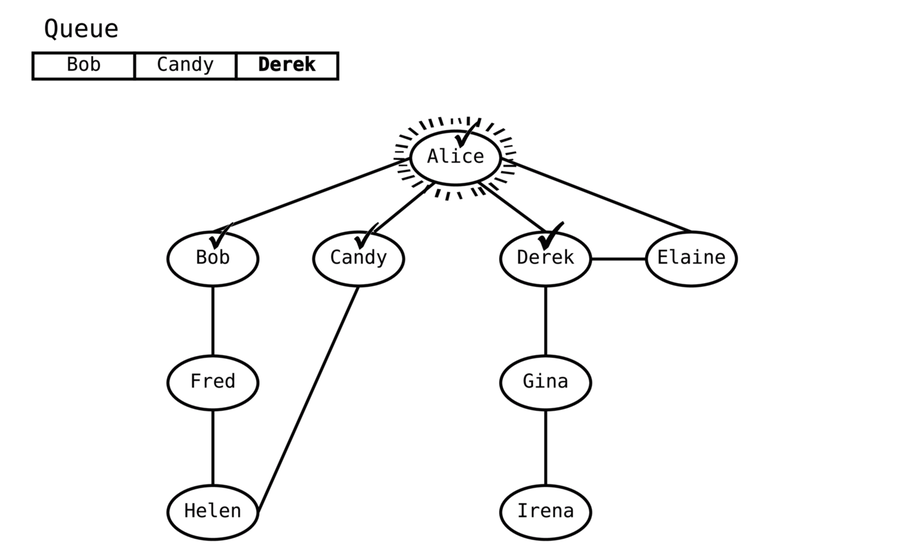 Queue
Bob Candy Derek
Alice
Bob Candy Derek Elaine
Fred Gina
Helen Irena